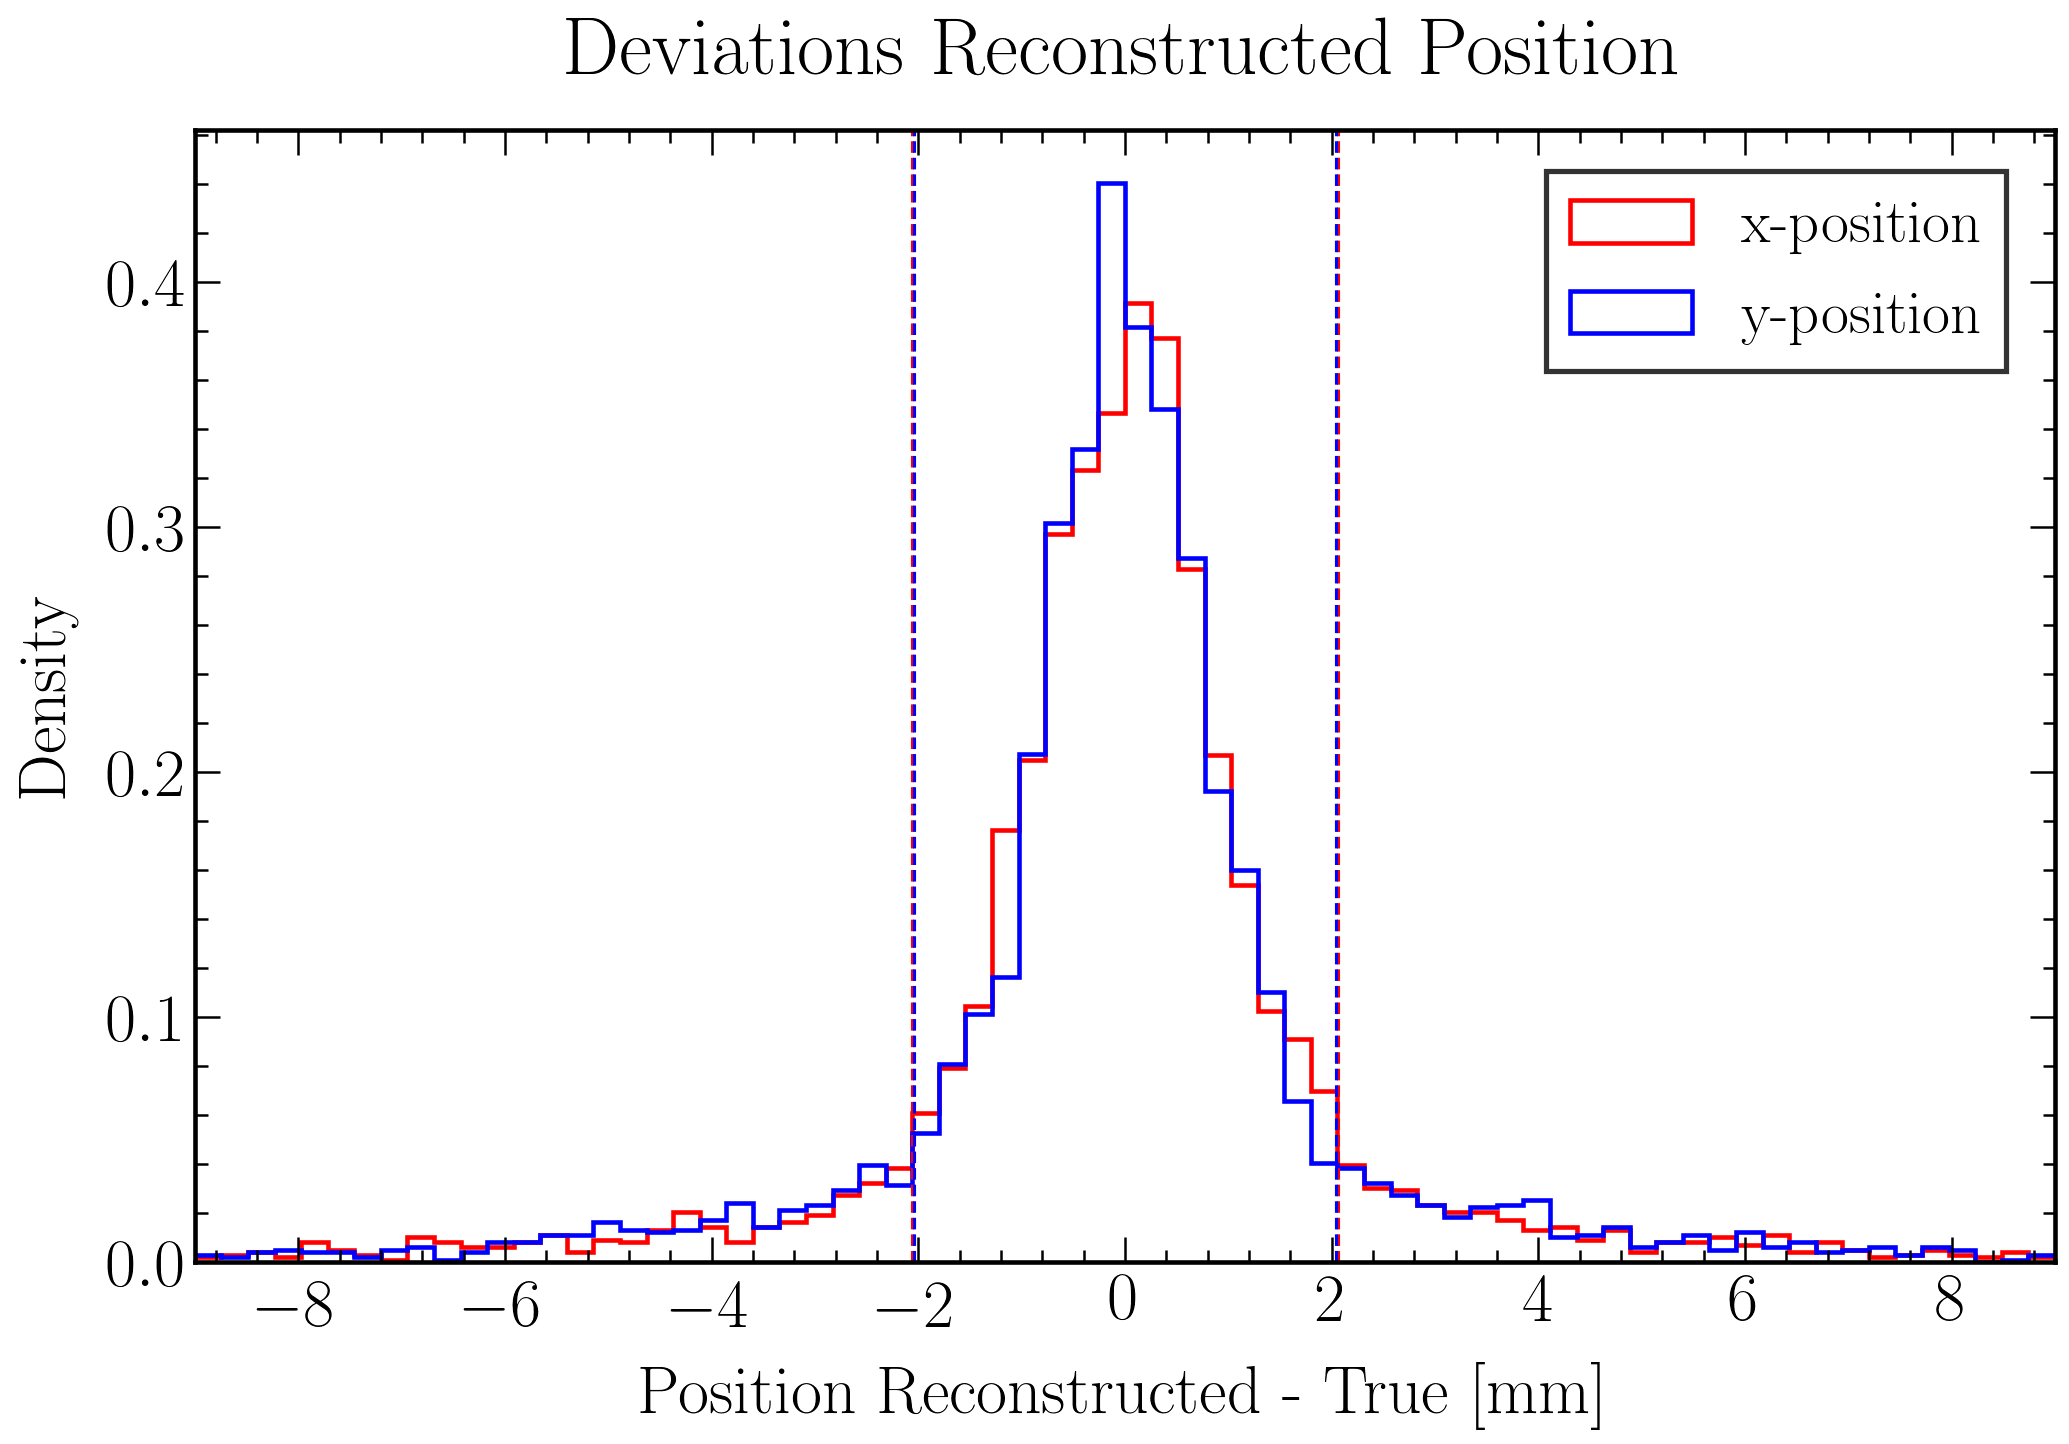 Deviations Reconstructed Position
x-position
y-position
Density
0.4
0.3
0.2
0.1
0.0
−8 −6 −4 −2 0 2 4 6 8
Position Reconstructed - True [mm]